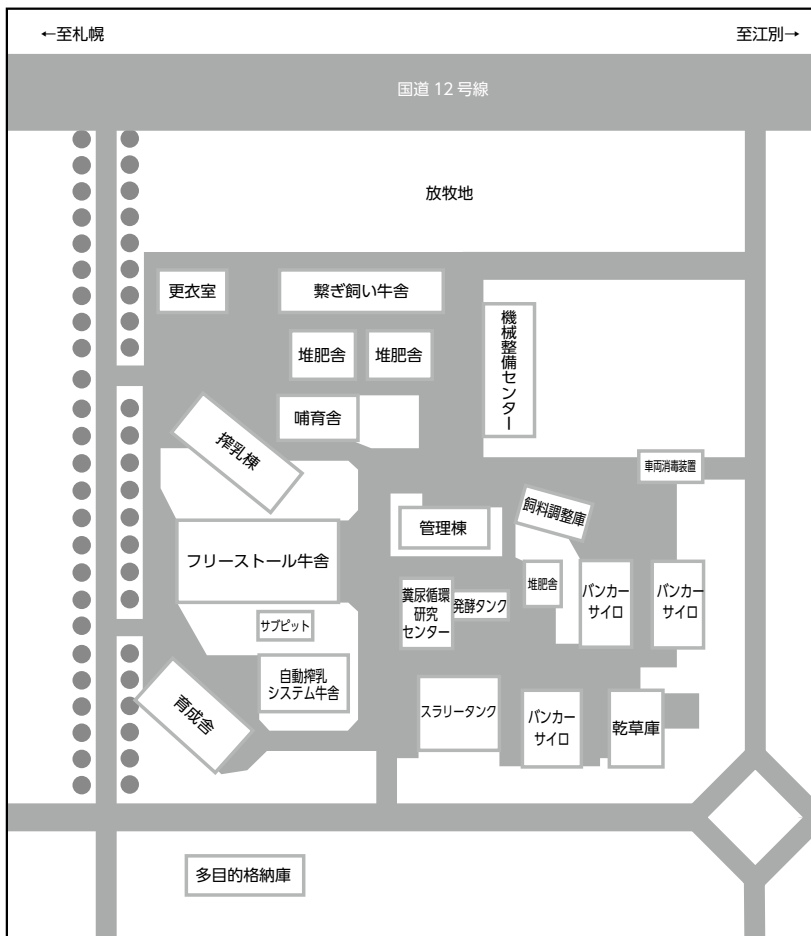 ←至札幌
至江別→
国道 12 号線
放牧地
更衣室
繋ぎ飼い牛舎
機械整備センター
堆肥舎
堆肥舎
哺育舎
搾乳棟
車両消毒装置
飼料調整庫
管理棟
フリーストール牛舎
堆肥舎
バンカー
サイロ
バンカー
サイロ
糞尿循環
研究
センター
発酵タンク
サブピット
自動搾乳
システム牛舎
育成舎
スラリータンク
バンカー
サイロ
乾草庫
多目的格納庫